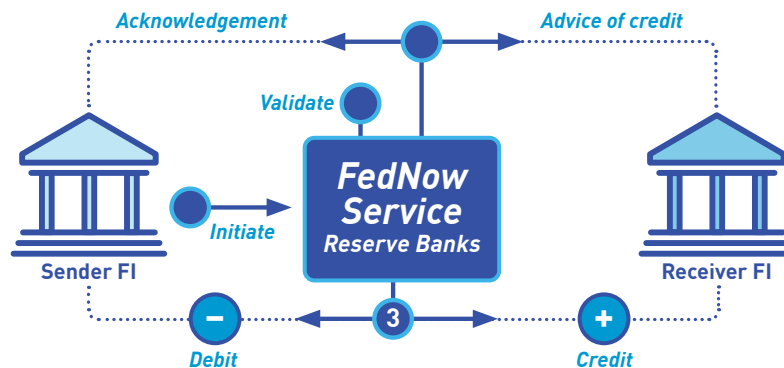 Acknowledgement
Advice of credit
Validate
FedNow
Service
Reserve Banks
Initiate
Sender FI
Receiver FI
−
3
+
Debit
Credit